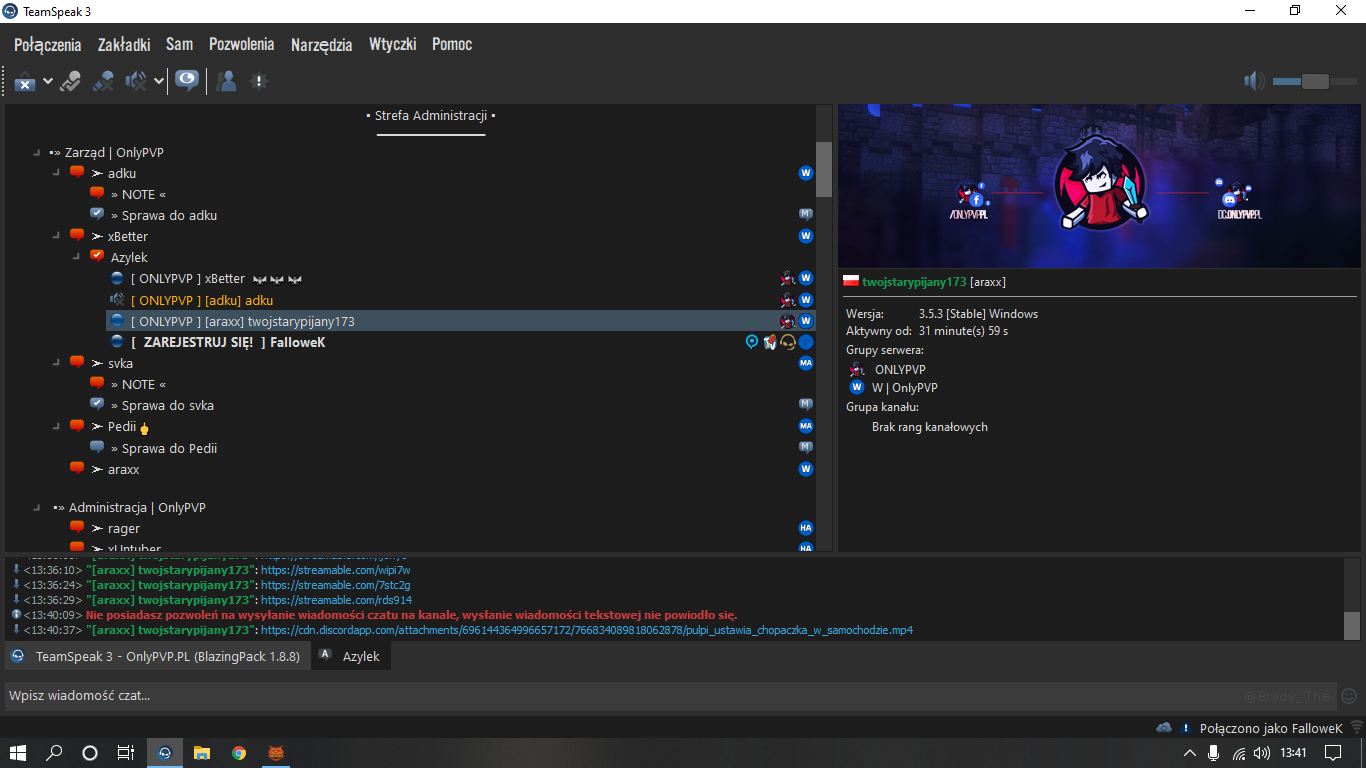 TeamSpeak 3
Połączenia Zakładki Sam Pozwolenia Narzędzia Wtyczki Pomoc
▪ Strefa Administracji ▪
▪» Zarząd | OnlyPVP
➢ adku
W
» NOTE «
» Sprawa do adku
M
➢ xBetter
W
Azylek
[ ONLYPVP ] xBetter
W
[ ONLYPVP ] [adku] adku
W
[ ONLYPVP ] [araxx] twojstarypijany173
W
[ ZAREJESTRUJ SIĘ! ] FalloweK
➢ svka
MA
» NOTE «
» Sprawa do svka
M
➢ Pedii
MA
» Sprawa do Pedii
M
➢ araxx
W
▪» Administracja | OnlyPVP
➢ rager
HA
➢ xUntuber
HA
/ONLYPVP.PL
DC.ONLYPVP.PL
twojstarypijany173 [araxx]
Wersja: 3.5.3 [Stable] Windows
Aktywny od: 31 minute(s) 59 s
Grupy serwera:
ONLYPVP
W W | OnlyPVP
Grupa kanału:
Brak rang kanałowych
<13:36:10> "[araxx] twojstarypijany173": https://streamable.com/wipi7w
<13:36:24> "[araxx] twojstarypijany173": https://streamable.com/7stc2g
<13:36:29> "[araxx] twojstarypijany173": https://streamable.com/rds914
<13:40:09> Nie posiadasz pozwoleń na wysyłanie wiadomości czatu na kanale, wysłanie wiadomości tekstowej nie powiodło się.
<13:40:37> "[araxx] twojstarypijany173": https://cdn.discordapp.com/attachments/696144364996657172/766834089818062878/pulpi_ustawia_chopaczka_w_samochodzie.mp4
TeamSpeak 3 - OnlyPVP.PL (BlazingPack 1.8.8) A Azylek
Wpisz wiadomość czat...
@Brady_The
Połączono jako FalloweK
13:41